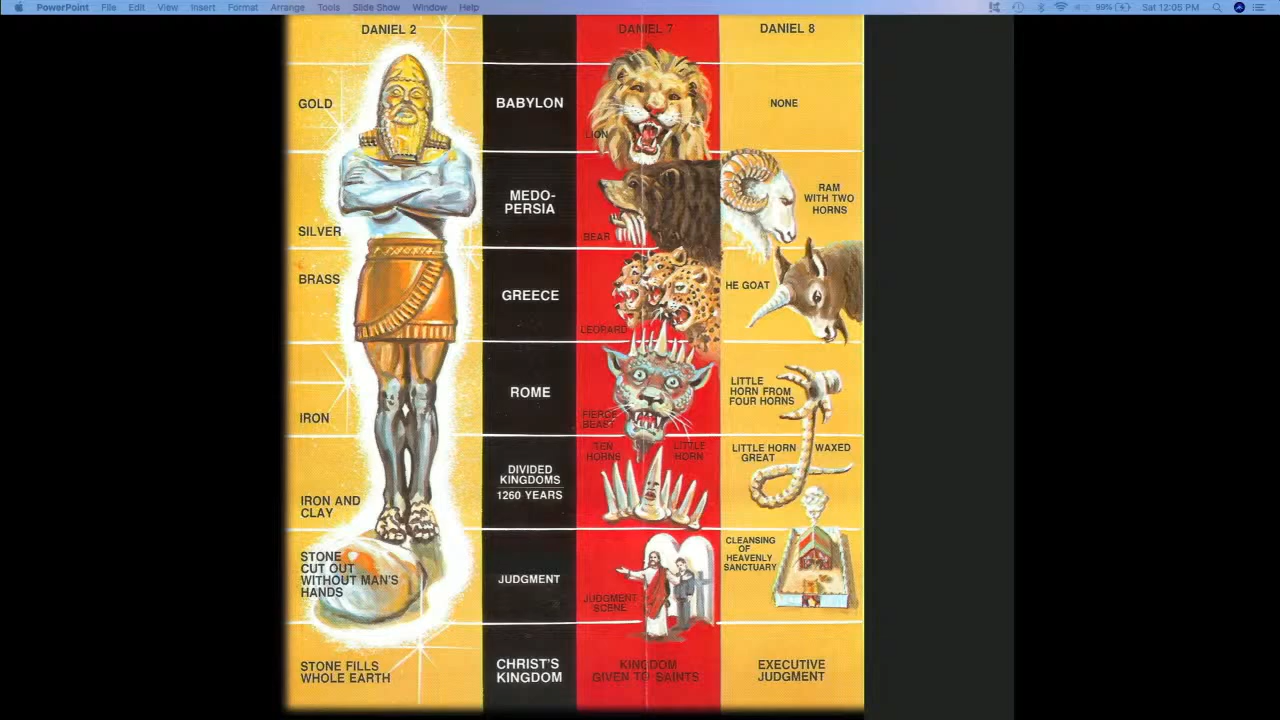 PowerPoint File Edit View Insert Format Arrange Tools Slide Show Window Help 99% Sat 12:05 PM
DANIEL 2
DANIEL 7
DANIEL 8
GOLD
BABYLON
LION
NONE
SILVER
MEDO-
PERSIA
BEAR
RAM
WITH TWO
HORNS
BRASS
GREECE
LEOPARD
HE GOAT
IRON
ROME
FIERCE
BEAST
LITTLE
HORN FROM
FOUR HORNS
IRON AND
CLAY
DIVIDED
KINGDOMS
1260 YEARS
TEN
HORNS
LITTLE
HORN
LITTLE HORN WAXED
GREAT
STONE
CUT OUT
WITHOUT MAN'S
HANDS
JUDGMENT
JUDGMENT
SCENE
CLEANSING
OF
HEAVENLY
SANCTUARY
STONE FILLS
WHOLE EARTH
CHRIST'S
KINGDOM
KINGDOM
GIVEN TO SAINTS
EXECUTIVE
JUDGMENT